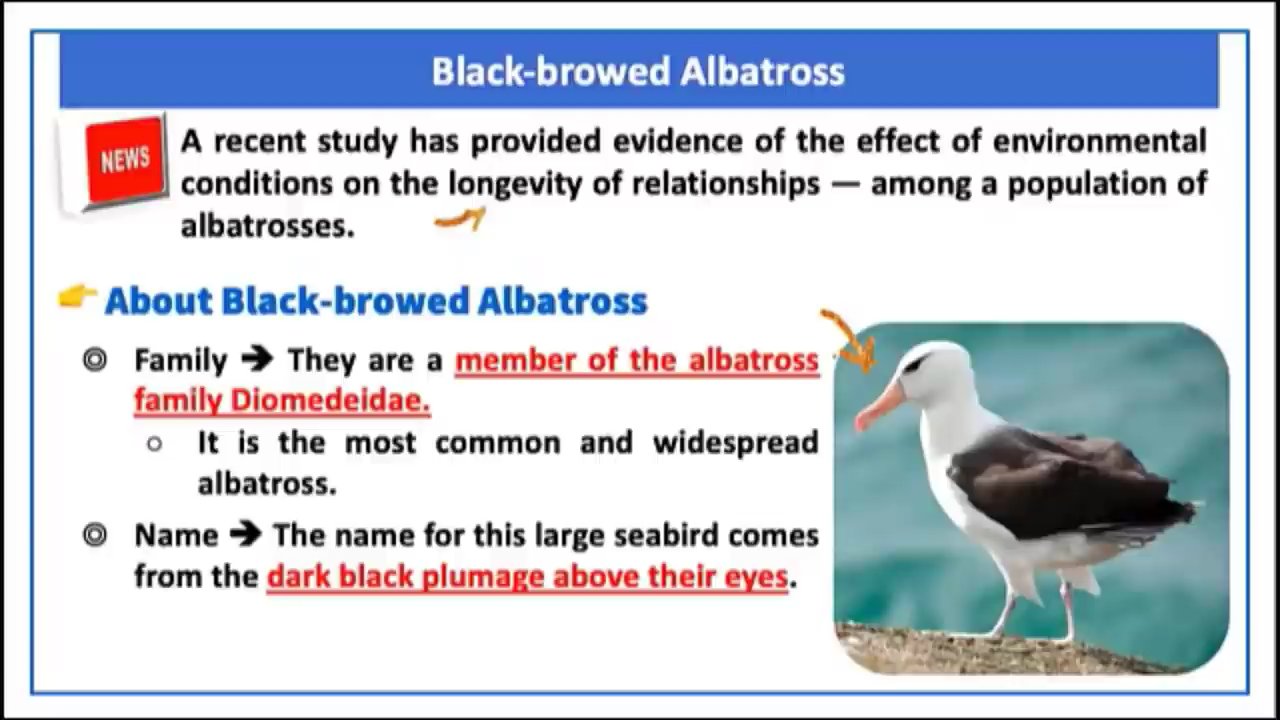 Black-browed Albatross
NEWS
A recent study has provided evidence of the effect of environmental
conditions on the longevity of relationships — among a population of
albatrosses.
About Black-browed Albatross
◎ Family ➔ They are a member of the albatross
family Diomedeidae.
○ It is the most common and widespread
albatross.
◎ Name ➔ The name for this large seabird comes
from the dark black plumage above their eyes.